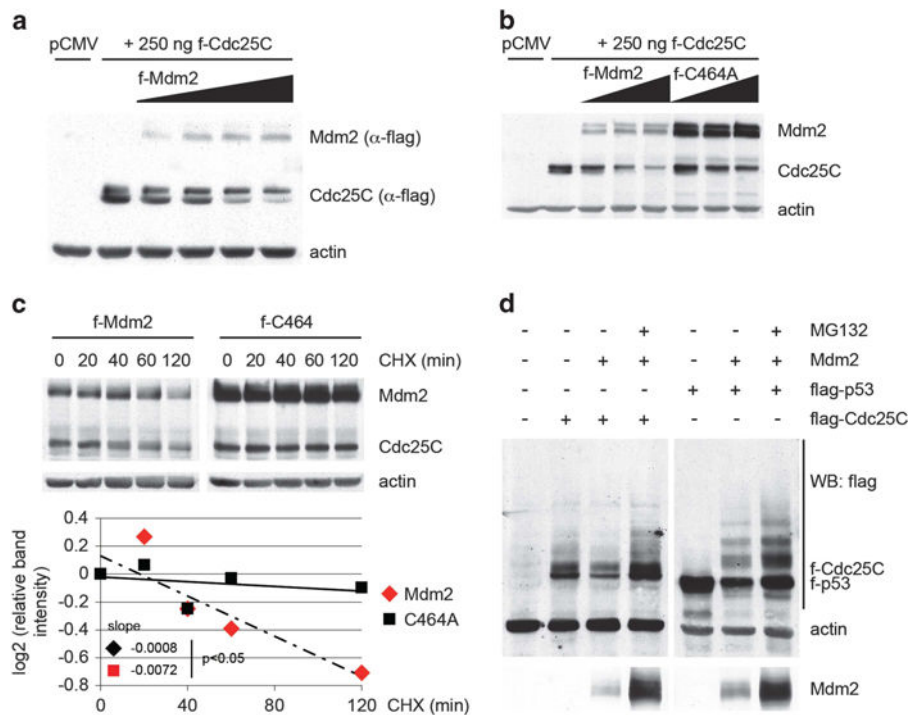 a
pCMV + 250 ng f-Cdc25C
f-Mdm2
Mdm2 (α-flag)
Cdc25C (α-flag)
actin
b
pCMV + 250 ng f-Cdc25C
f-Mdm2 f-C464A
Mdm2
Cdc25C
actin
c
f-Mdm2 f-C464
0 20 40 60 120 0 20 40 60 120 CHX (min)
Mdm2
Cdc25C
actin
log2 (relative band intensity)
0.4
0.2
0
-0.2
-0.4
-0.6
-0.8
slope
-0.0008
-0.0072
p<0.05
Mdm2
C464A
0 40 80 120 CHX (min)
d
- - - + - - + MG132
- - + + - + + Mdm2
- - - - + + + flag-p53
- + + + - - - flag-Cdc25C
WB: flag
f-Cdc25C
f-p53
actin
Mdm2